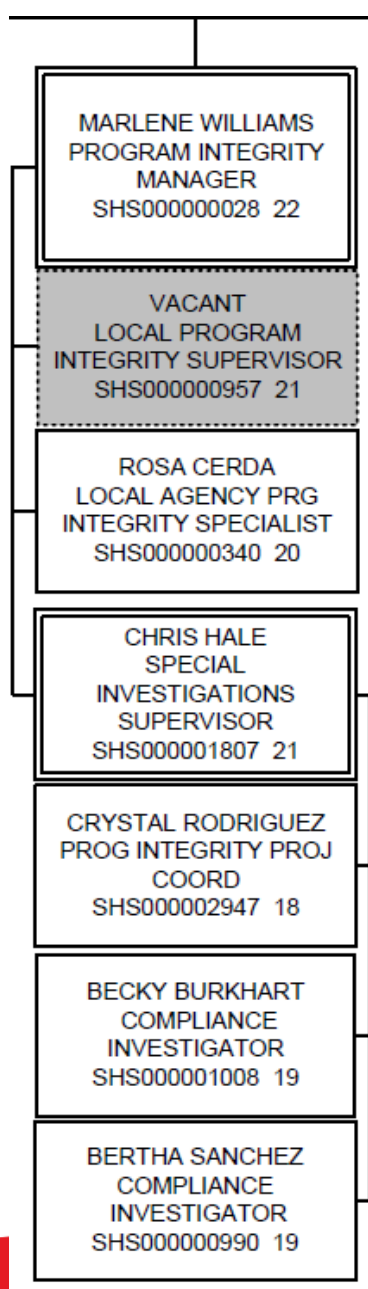 MARLENE WILLIAMS
PROGRAM INTEGRITY
MANAGER
SHS000000028 22
VACANT
LOCAL PROGRAM
INTEGRITY SUPERVISOR
SHS000000957 21
ROSA CERDA
LOCAL AGENCY PRG
INTEGRITY SPECIALIST
SHS000000340 20
CHRIS HALE
SPECIAL
INVESTIGATIONS
SUPERVISOR
SHS000001807 21
CRYSTAL RODRIGUEZ
PROG INTEGRITY PROJ
COORD
SHS000002947 18
BECKY BURKHART
COMPLIANCE
INVESTIGATOR
SHS000001008 19
BERTHA SANCHEZ
COMPLIANCE
INVESTIGATOR
SHS000000990 19